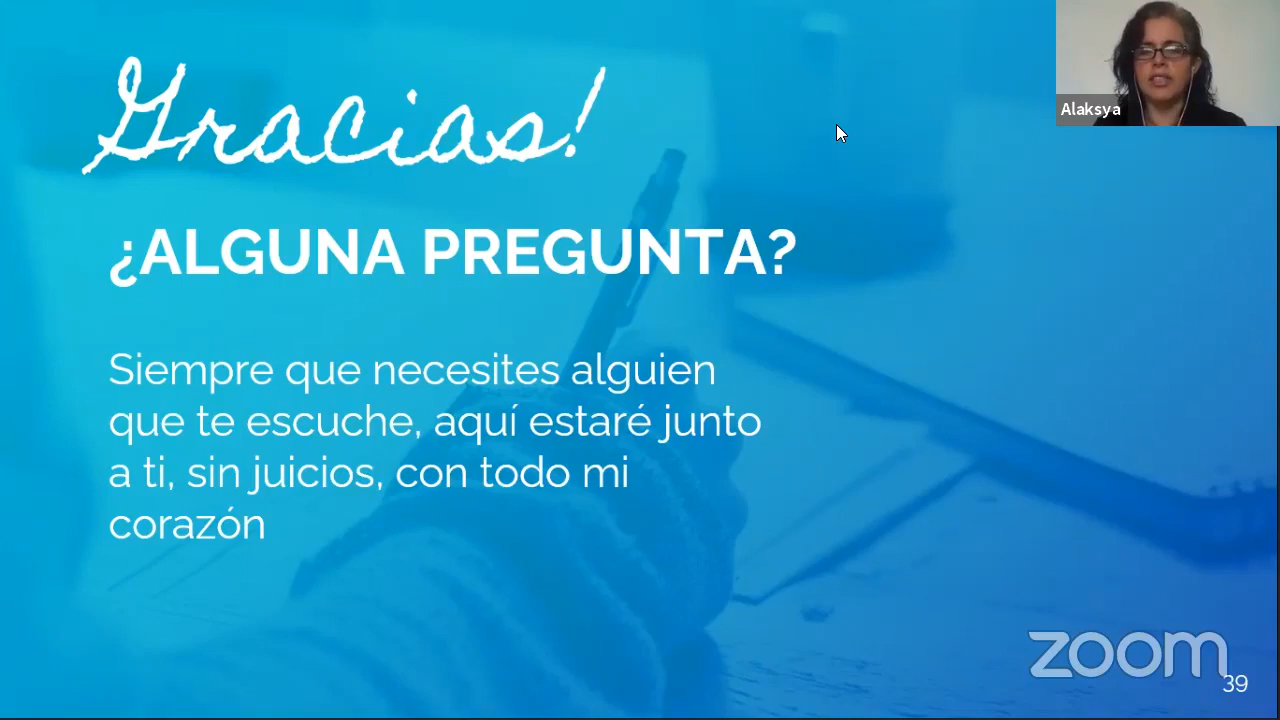 Gracias!
Alaksya
¿ALGUNA PREGUNTA?
Siempre que necesites alguien
que te escuche, aquí estaré junto
a ti, sin juicios, con todo mi
corazón
zoom
39